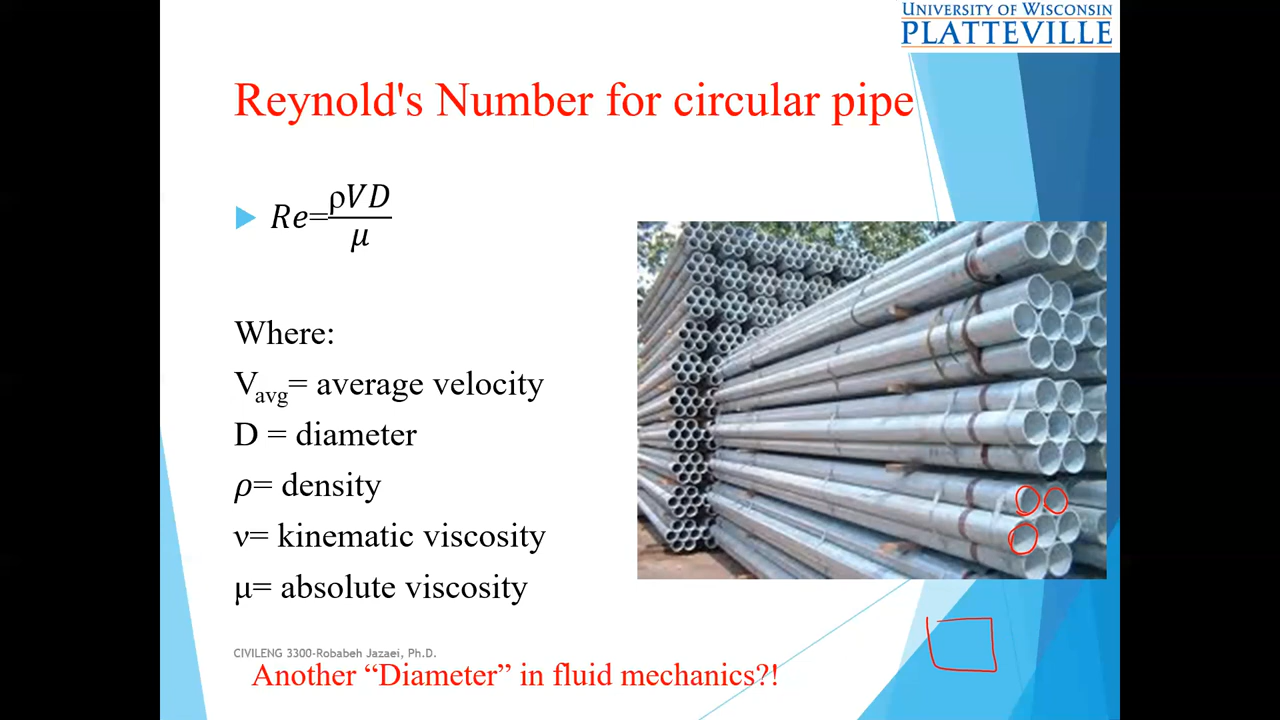 UNIVERSITY OF WISCONSIN
PLATTEVILLE
Reynold's Number for circular pipe
Re=ρVD/μ
Where:
Vavg= average velocity
D = diameter
ρ= density
ν= kinematic viscosity
μ= absolute viscosity
CIVILENG 3300-Robabeh Jazaei, Ph.D.
Another “Diameter” in fluid mechanics?!